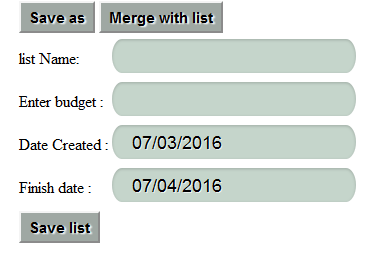 Save as Merge with list
list Name:
Enter budget :
Date Created : 07/03/2016
Finish date : 07/04/2016
Save list